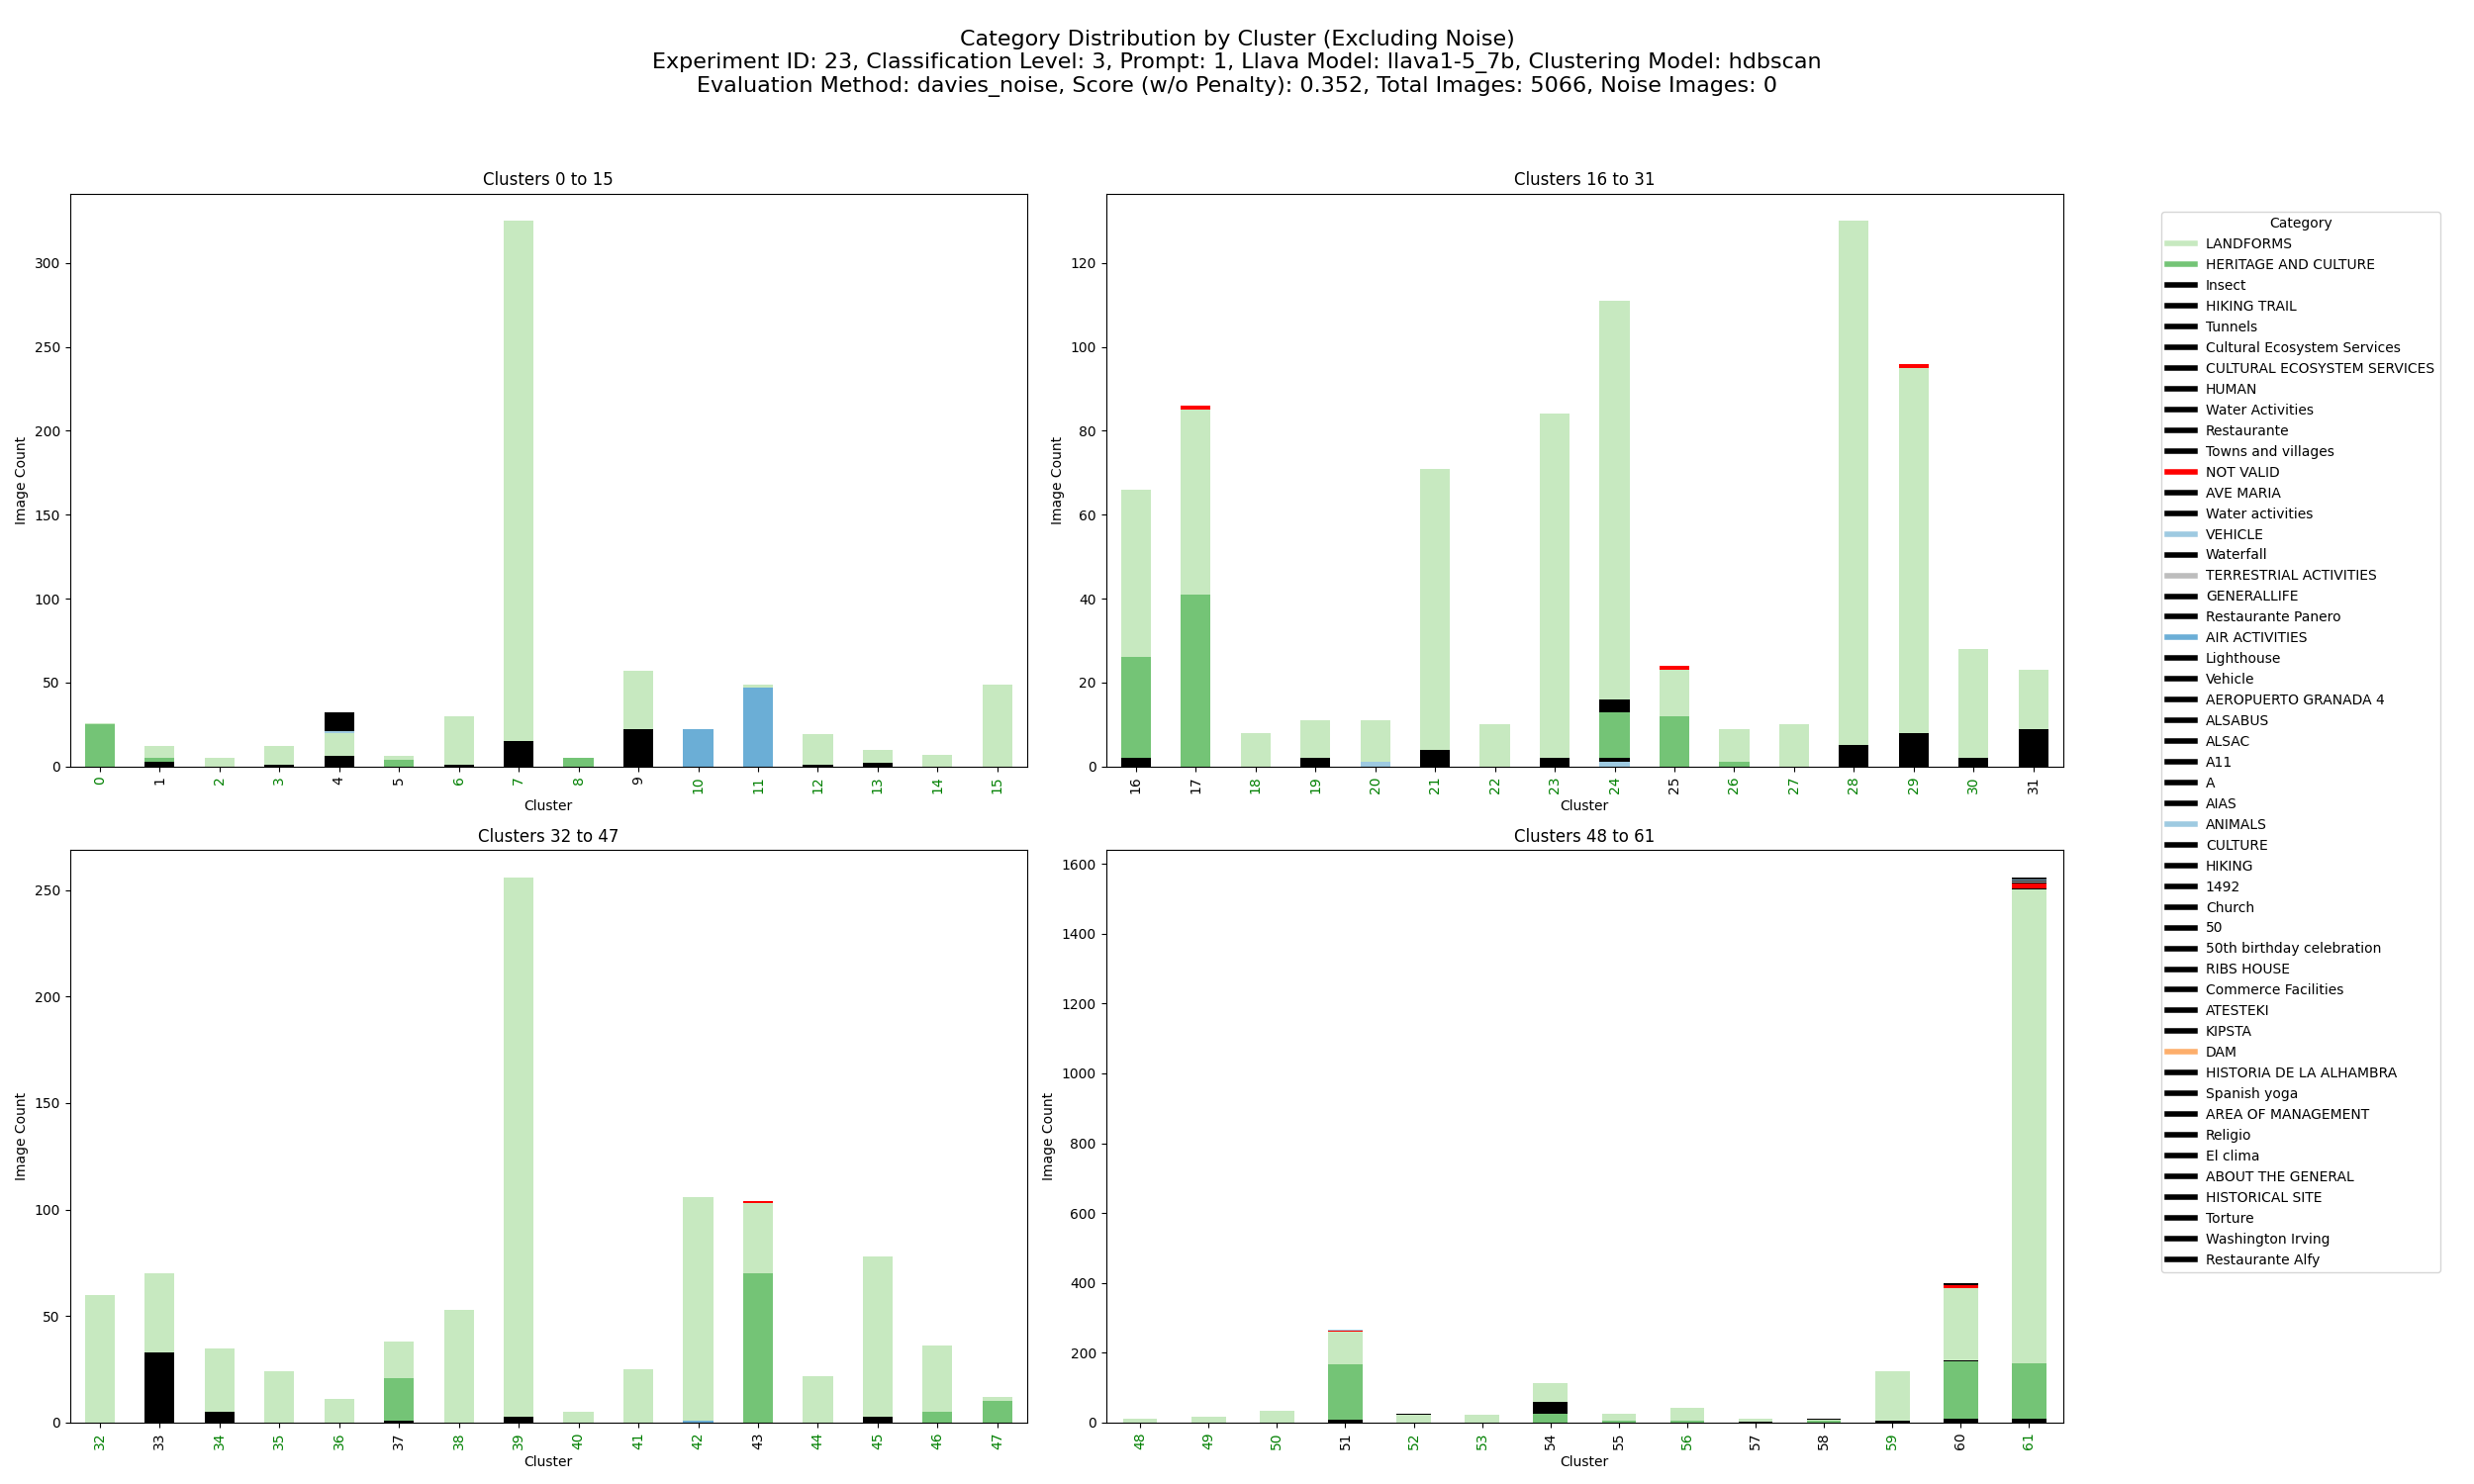 Category Distribution by Cluster (Excluding Noise)
Experiment ID: 23, Classification Level: 3, Prompt: 1, Llava Model: llava1-5_7b, Clustering Model: hdbscan
Evaluation Method: davies_noise, Score (w/o Penalty): 0.352, Total Images: 5066, Noise Images: 0
Clusters 0 to 15
300
250
200
150
100
50
0
Image Count
0 1 2 3 4 5 6 7 8 9 10 11 12 13 14 15
Cluster
Clusters 16 to 31
120
100
80
60
40
20
0
Image Count
16 17 18 19 20 21 22 23 24 25 26 27 28 29 30 31
Cluster
Clusters 32 to 47
250
200
150
100
50
0
Image Count
32 33 34 35 36 37 38 39 40 41 42 43 44 45 46 47
Cluster
Clusters 48 to 61
1600
1400
1200
1000
800
600
400
200
0
Image Count
48 49 50 51 52 53 54 55 56 57 58 59 60 61
Cluster
Category
LANDFORMS
HERITAGE AND CULTURE
Insect
HIKING TRAIL
Tunnels
Cultural Ecosystem Services
CULTURAL ECOSYSTEM SERVICES
HUMAN
Water Activities
Restaurante
Towns and villages
NOT VALID
AVE MARIA
Water activities
VEHICLE
Waterfall
TERRESTRIAL ACTIVITIES
GENERALLIFE
Restaurante Panero
AIR ACTIVITIES
Lighthouse
Vehicle
AEROPUERTO GRANADA 4
ALSABUS
ALSAC
A11
A
AIAS
ANIMALS
CULTURE
HIKING
1492
Church
50
50th birthday celebration
RIBS HOUSE
Commerce Facilities
ATESTEKI
KIPSTA
DAM
HISTORIA DE LA ALHAMBRA
Spanish yoga
AREA OF MANAGEMENT
Religio
El clima
ABOUT THE GENERAL
HISTORICAL SITE
Torture
Washington Irving
Restaurante Alfy